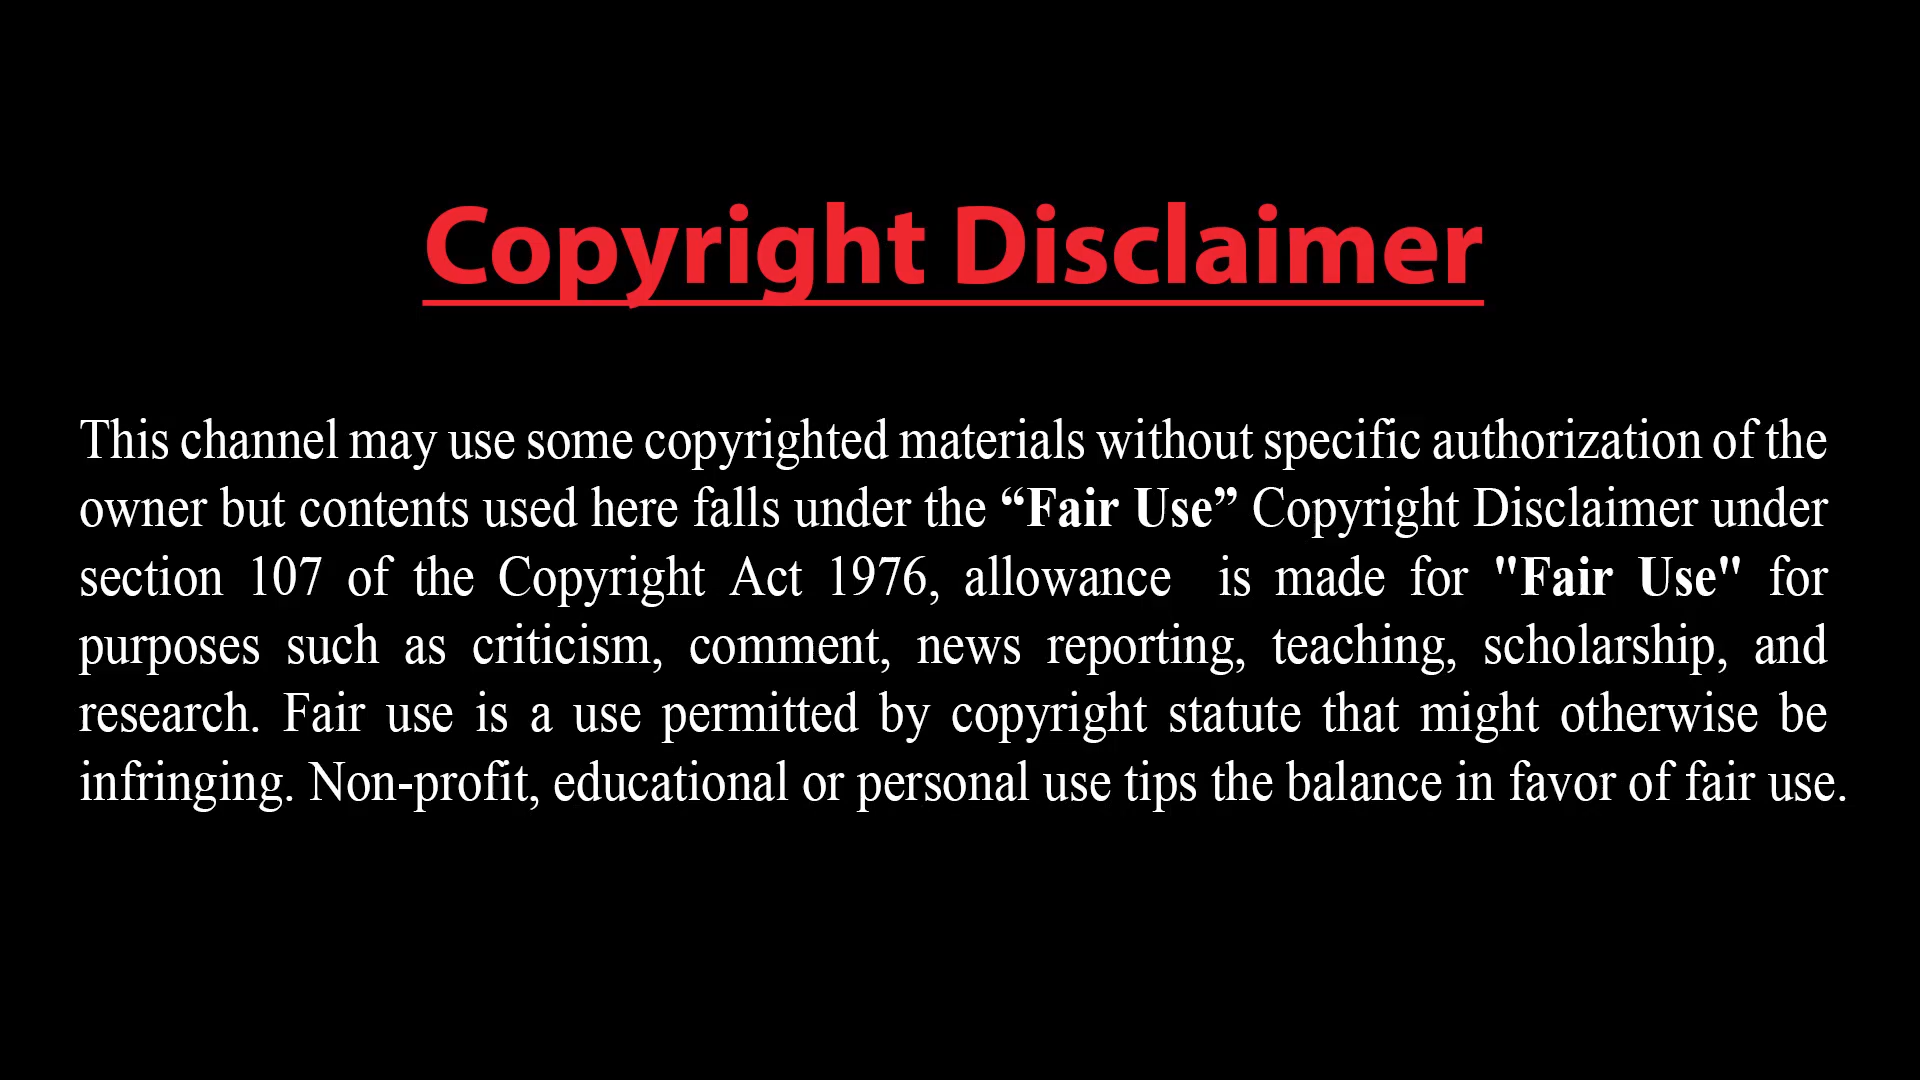 Copyright Disclaimer
This channel may use some copyrighted materials without specific authorization of the
owner but contents used here falls under the “Fair Use” Copyright Disclaimer under
section 107 of the Copyright Act 1976, allowance  is made for "Fair Use" for
purposes such as criticism, comment, news reporting, teaching, scholarship, and
research. Fair use is a use permitted by copyright statute that might otherwise be
infringing. Non-profit, educational or personal use tips the balance in favor of fair use.